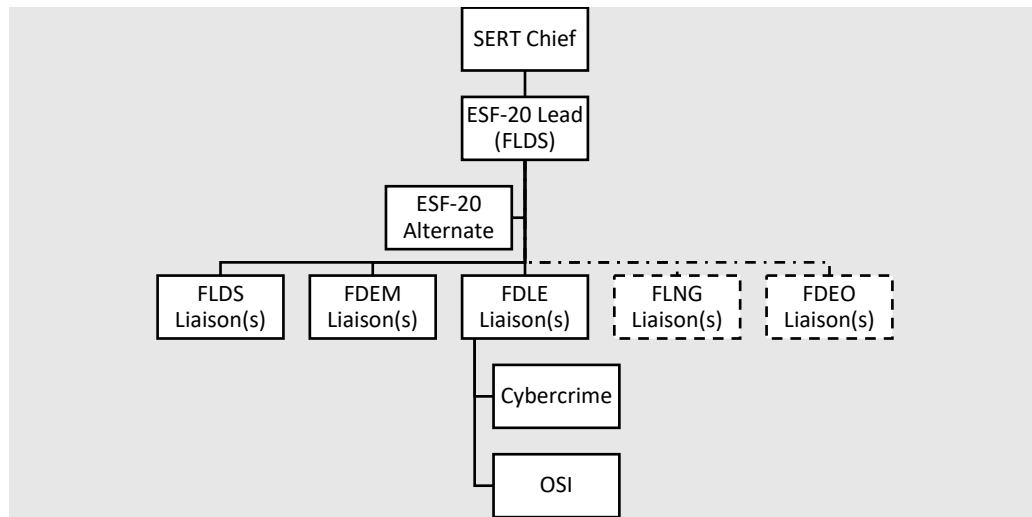 SERT Chief
ESF-20 Lead
(FLDS)
ESF-20
Alternate
FLDS
Liaison(s)
FDEM
Liaison(s)
FDLE
Liaison(s)
FLNG
Liaison(s)
FDEO
Liaison(s)
Cybercrime
OSI